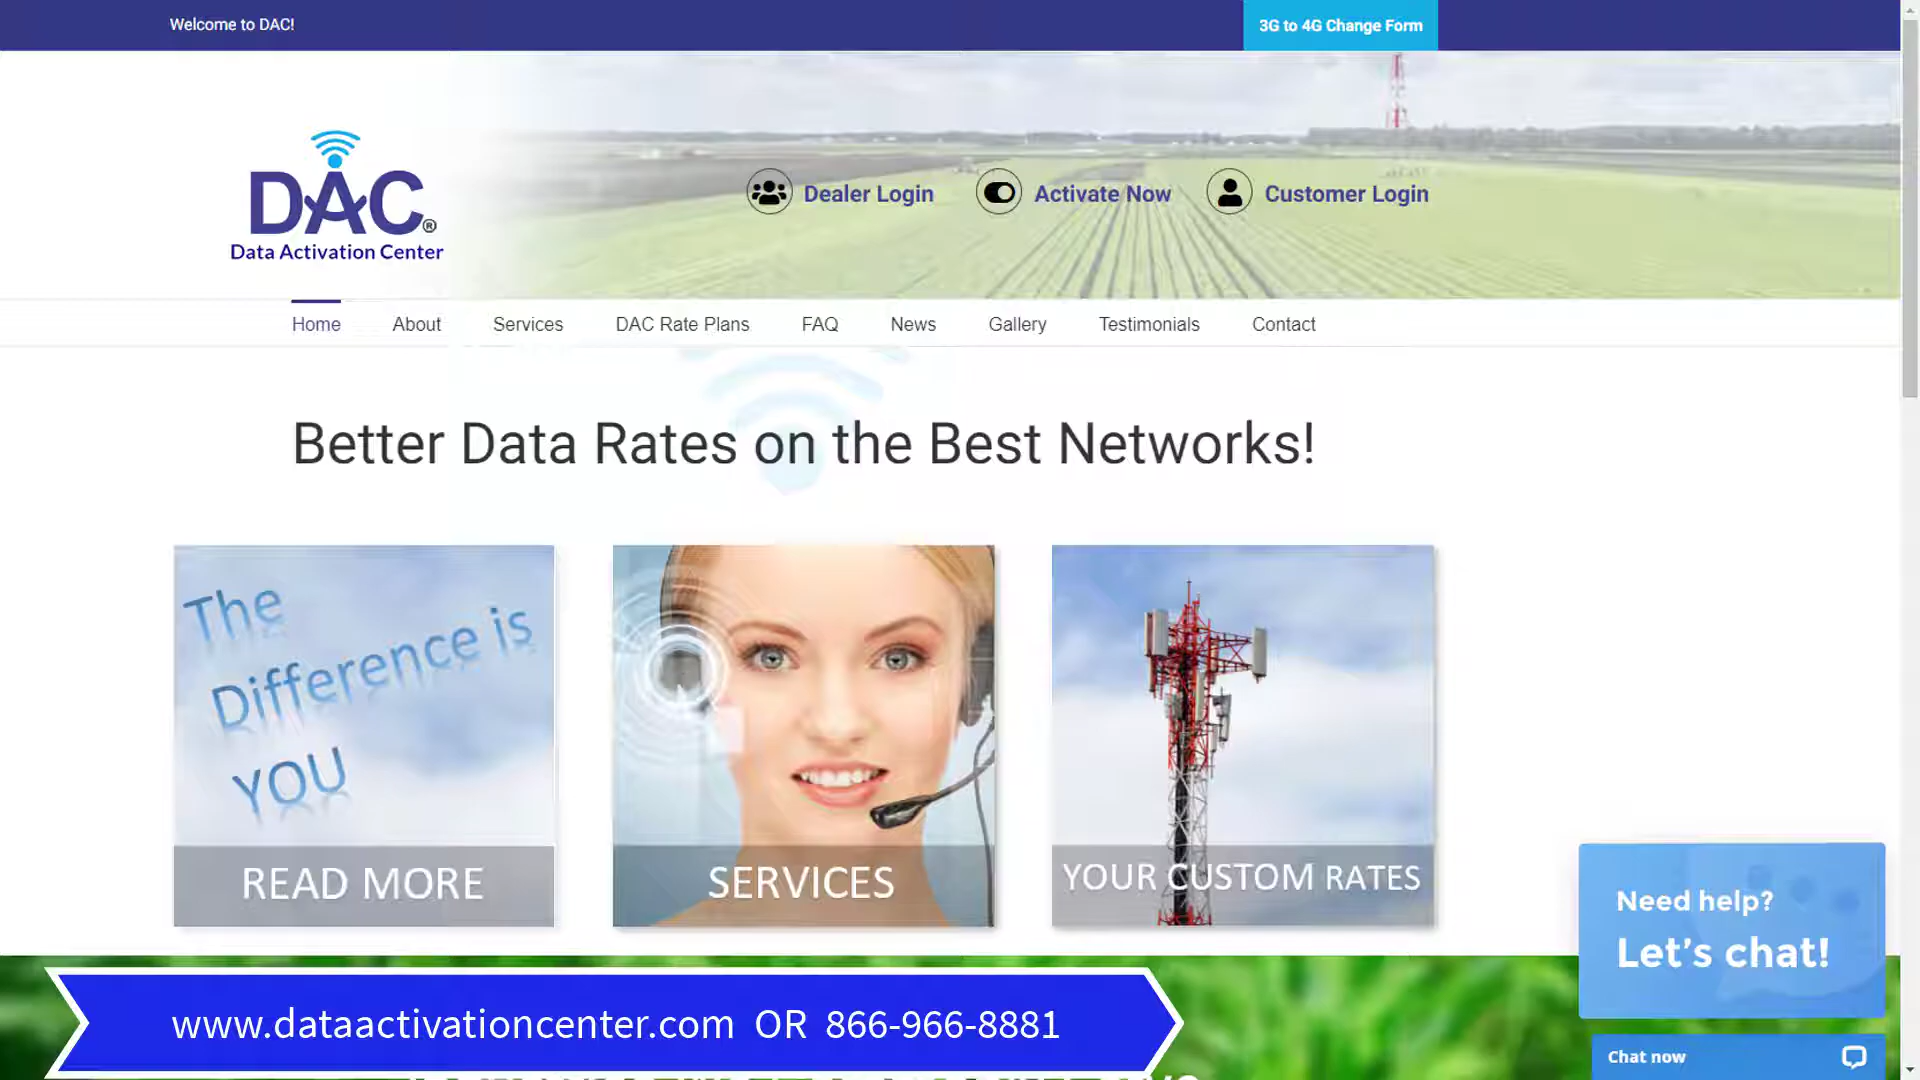 Welcome to DAC!
3G to 4G Change Form
DAC®
Data Activation Center
Dealer Login
Activate Now
Customer Login
Home
About
Services
DAC Rate Plans
FAQ
News
Gallery
Testimonials
Contact
Better Data Rates on the Best Networks!
The
Difference is
YOU
READ MORE
SERVICES
YOUR CUSTOM RATES
Need help?
Let's chat!
www.dataactivationcenter.com OR 866-966-8881
Chat now